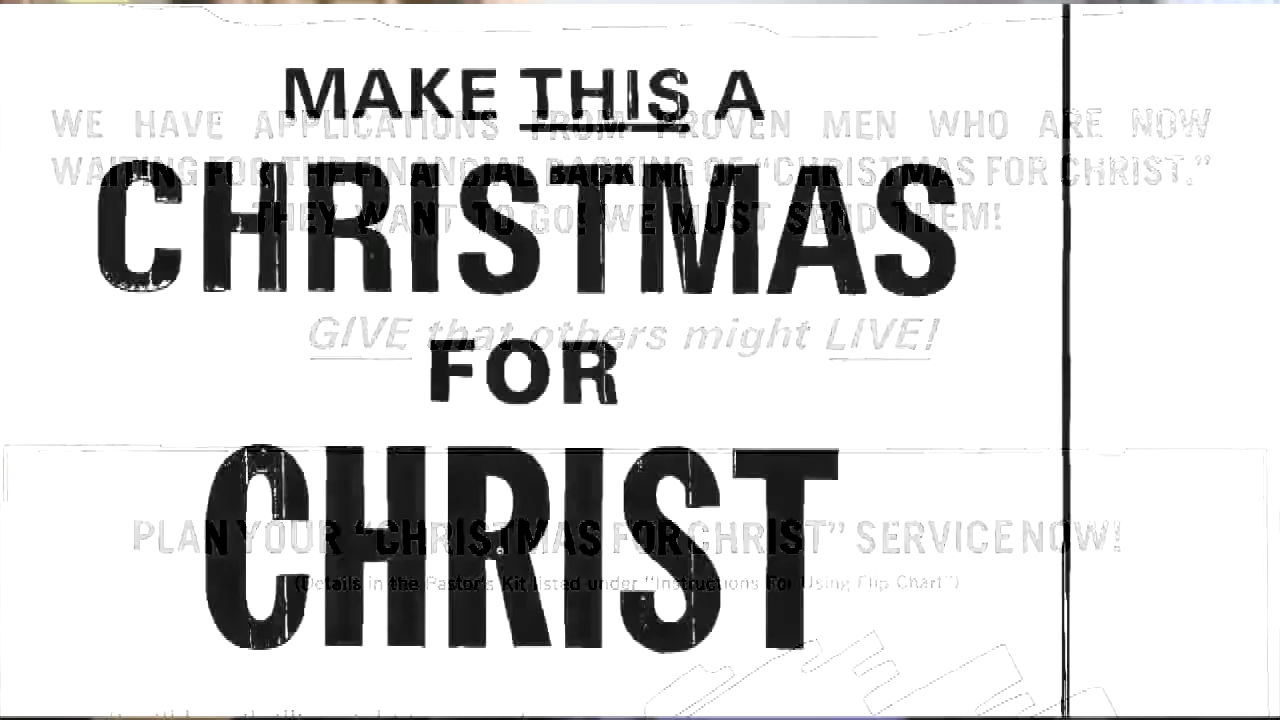 MAKE THIS A
WE HAVE APPLICATIONS FROM PROVEN MEN WHO ARE NOW
WAITING FOR THE FINANCIAL BACKING OF “CHRISTMAS FOR CHRIST.”
CHRISTMAS
THEY WANT TO GO! WE MUST SEND THEM!
GIVE that others might LIVE!
FOR
CHRIST
PLAN YOUR “CHRISTMAS FOR CHRIST” SERVICE NOW!
(Details in the Pastor's Kit listed under “Instructions For Using Flip Chart”)